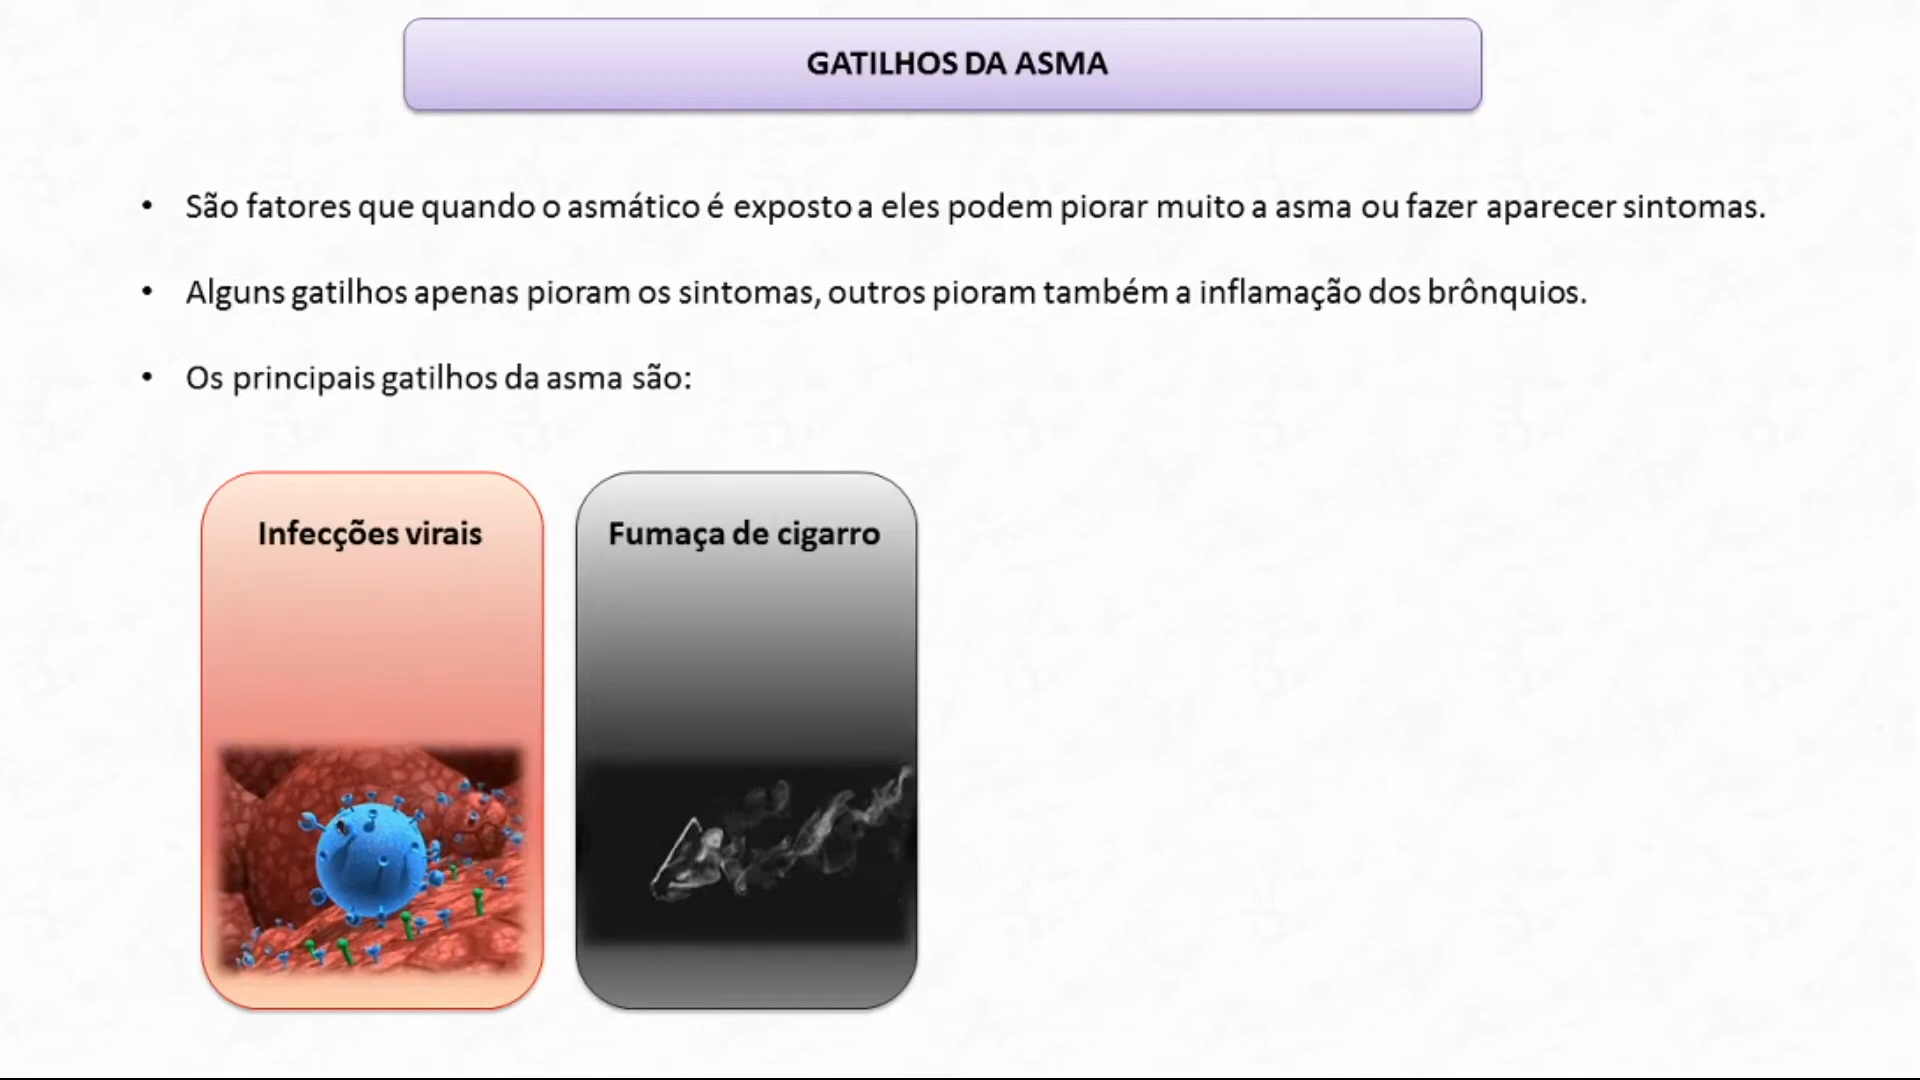 GATILHOS DA ASMA
• São fatores que quando o asmático é exposto a eles podem piorar muito a asma ou fazer aparecer sintomas.
• Alguns gatilhos apenas pioram os sintomas, outros pioram também a inflamação dos brônquios.
• Os principais gatilhos da asma são:
Infecções virais
Fumaça de cigarro